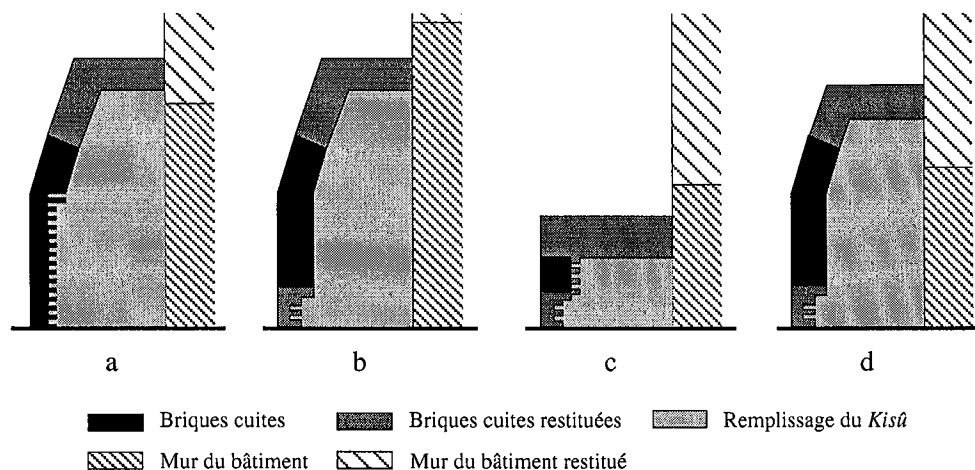 a b c d
Briques cuites Briques cuites restituées Remplissage du Kisû
Mur du bâtiment Mur du bâtiment restitué